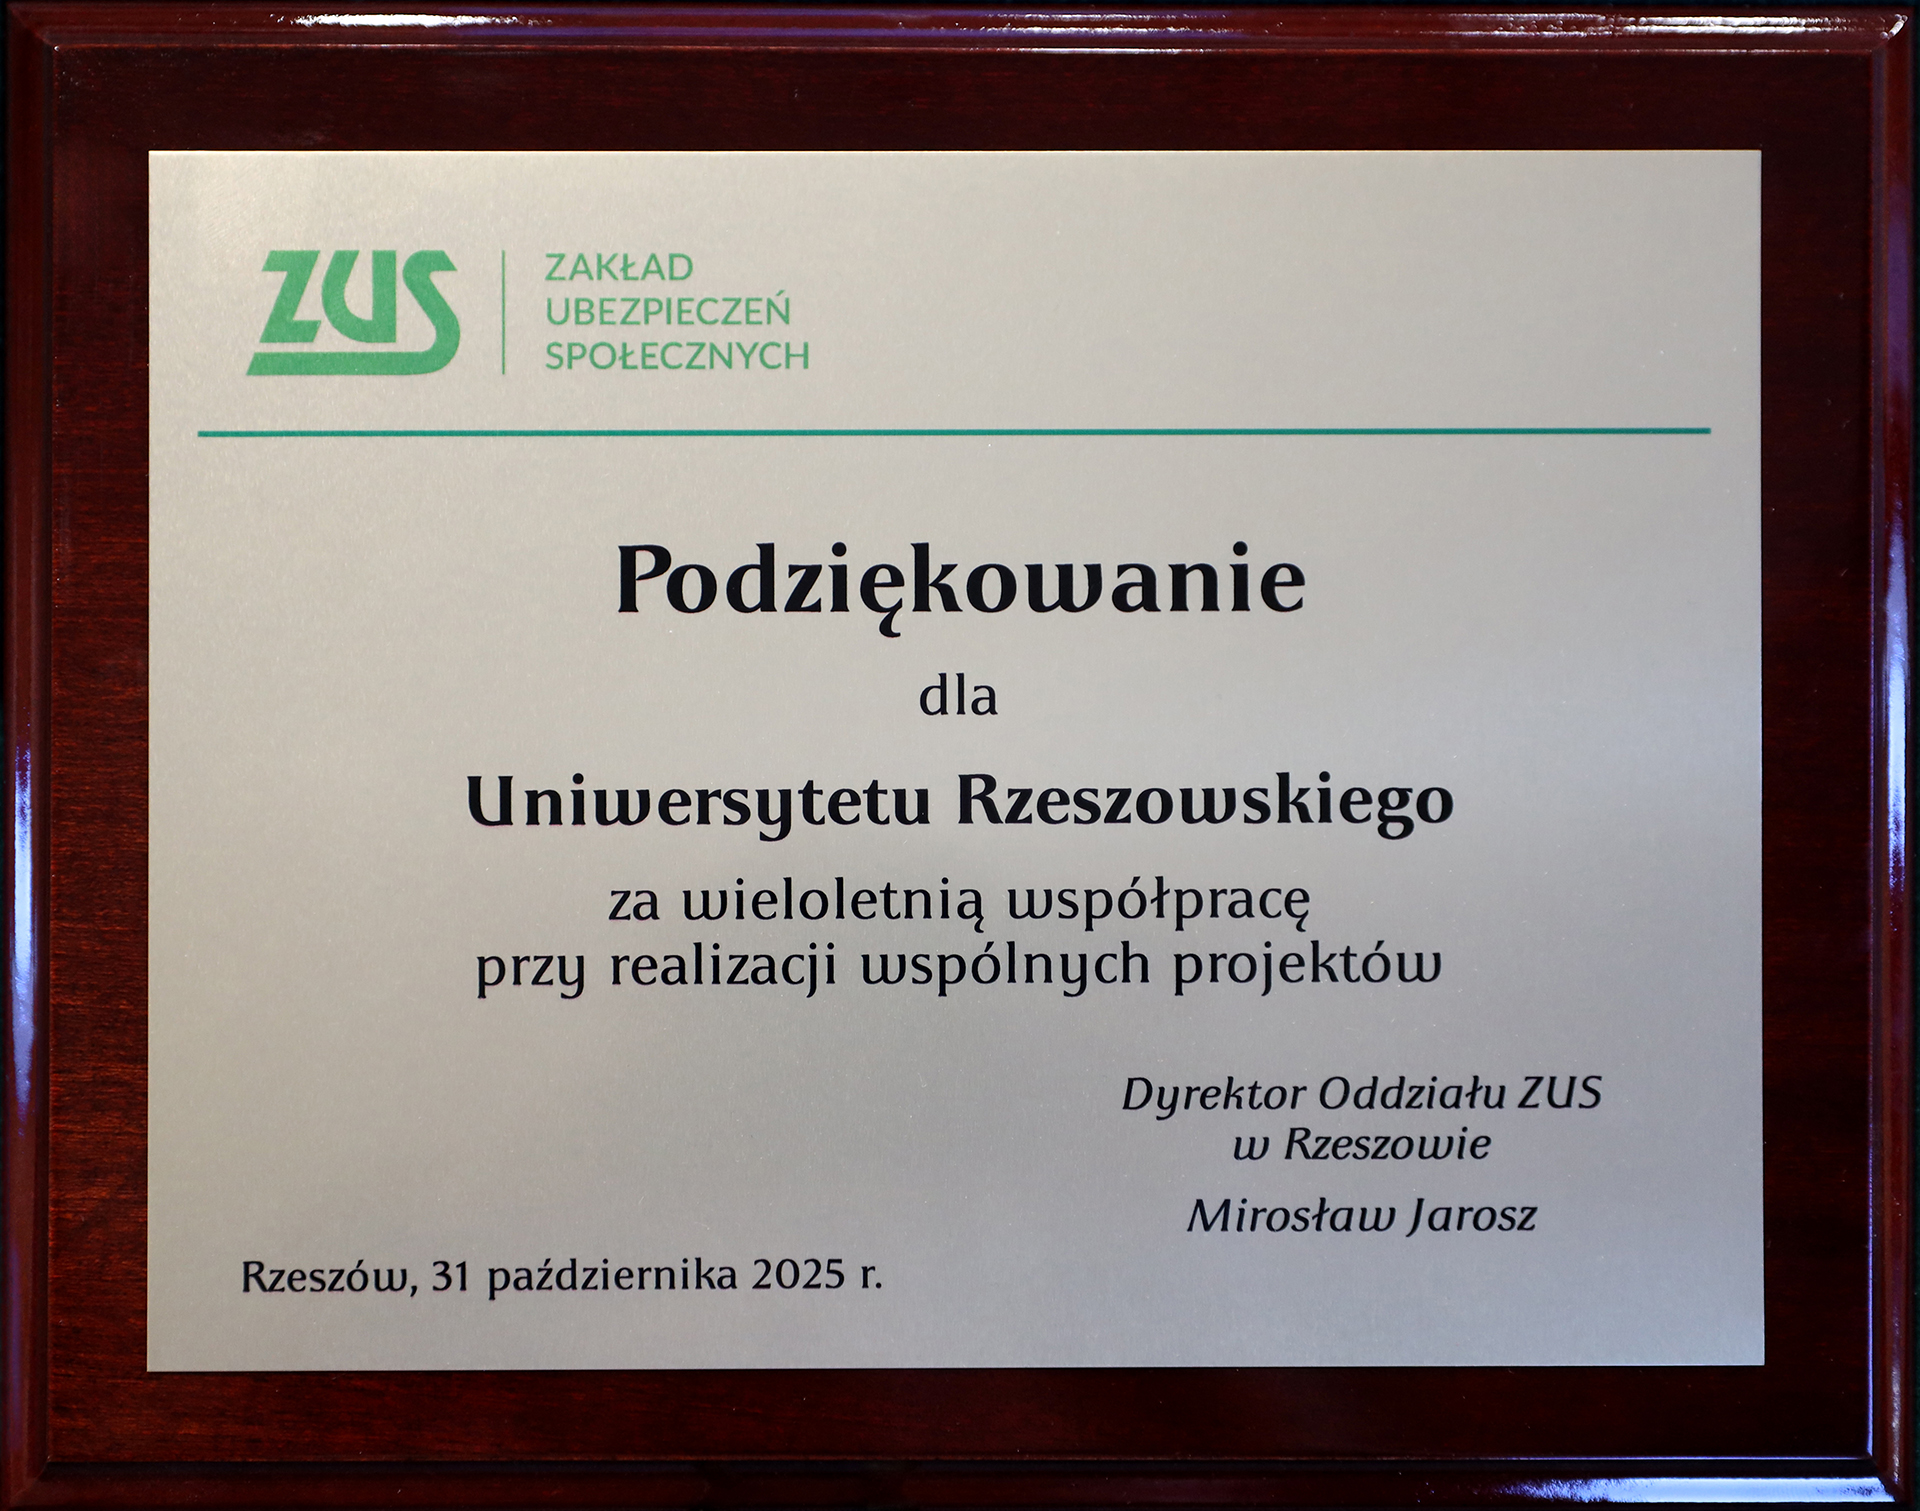 ZUS
ZAKŁAD
UBEZPIECZEŃ
SPOŁECZNYCH
Podziękowanie
dla
Uniwersytetu Rzeszowskiego
za wieloletnią współpracę
przy realizacji wspólnych projektów
Dyrektor Oddziału ZUS
w Rzeszowie
Mirosław Jarosz
Rzeszów, 31 października 2025 r.